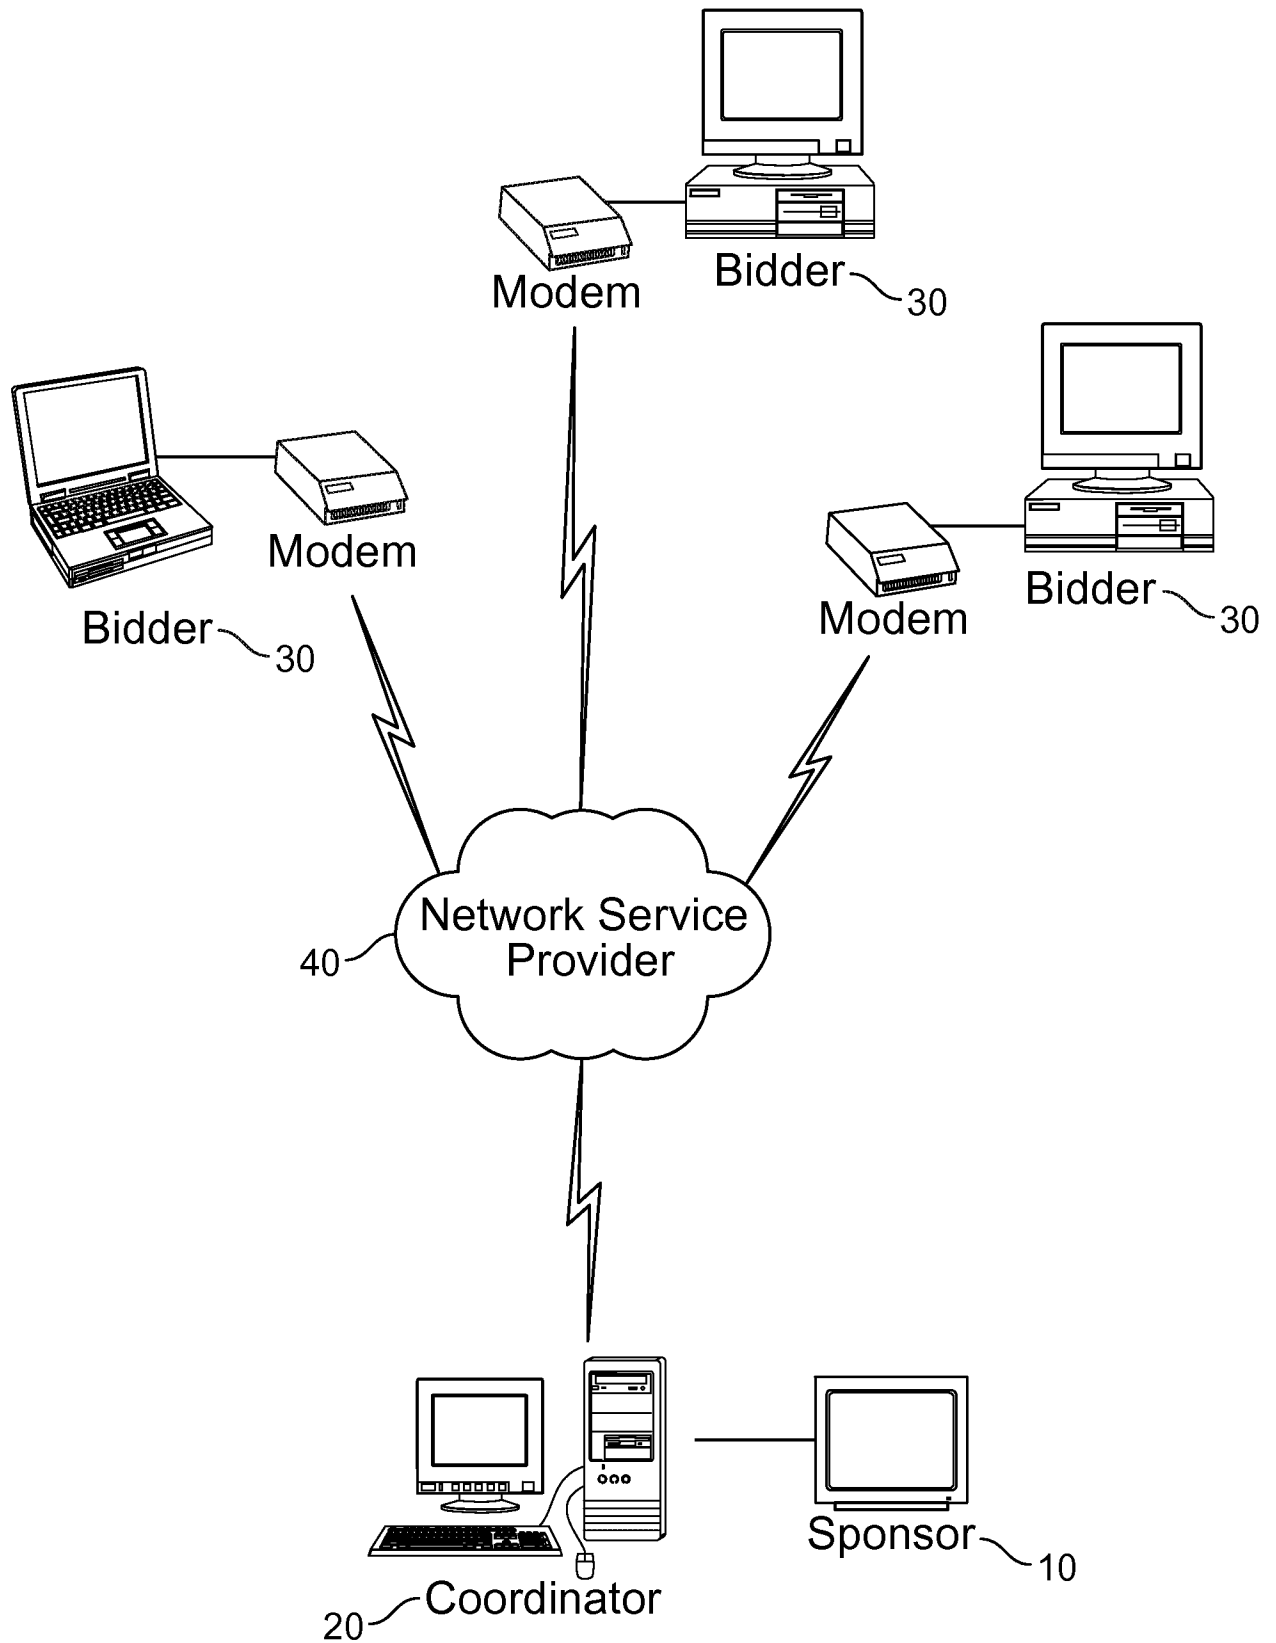 Bidder
30
Modem
Modem
Bidder
30
Bidder
30
Modem
Network Service
Provider
40
Sponsor
10
Coordinator
20